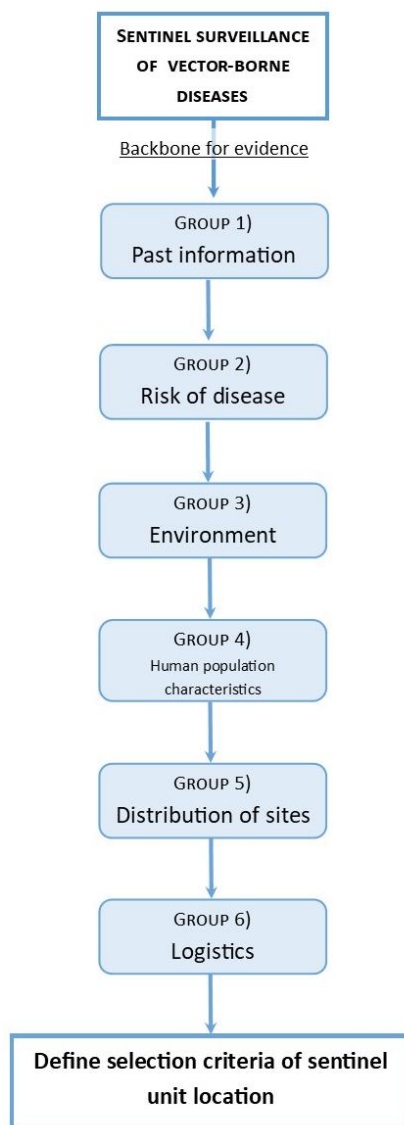 SENTINEL SURVEILLANCE
OF VECTOR-BORNE
DISEASES
Backbone for evidence
GROUP 1)
Past information
GROUP 2)
Risk of disease
GROUP 3)
Environment
GROUP 4)
Human population
characteristics
GROUP 5)
Distribution of sites
GROUP 6)
Logistics
Define selection criteria of sentinel
unit location